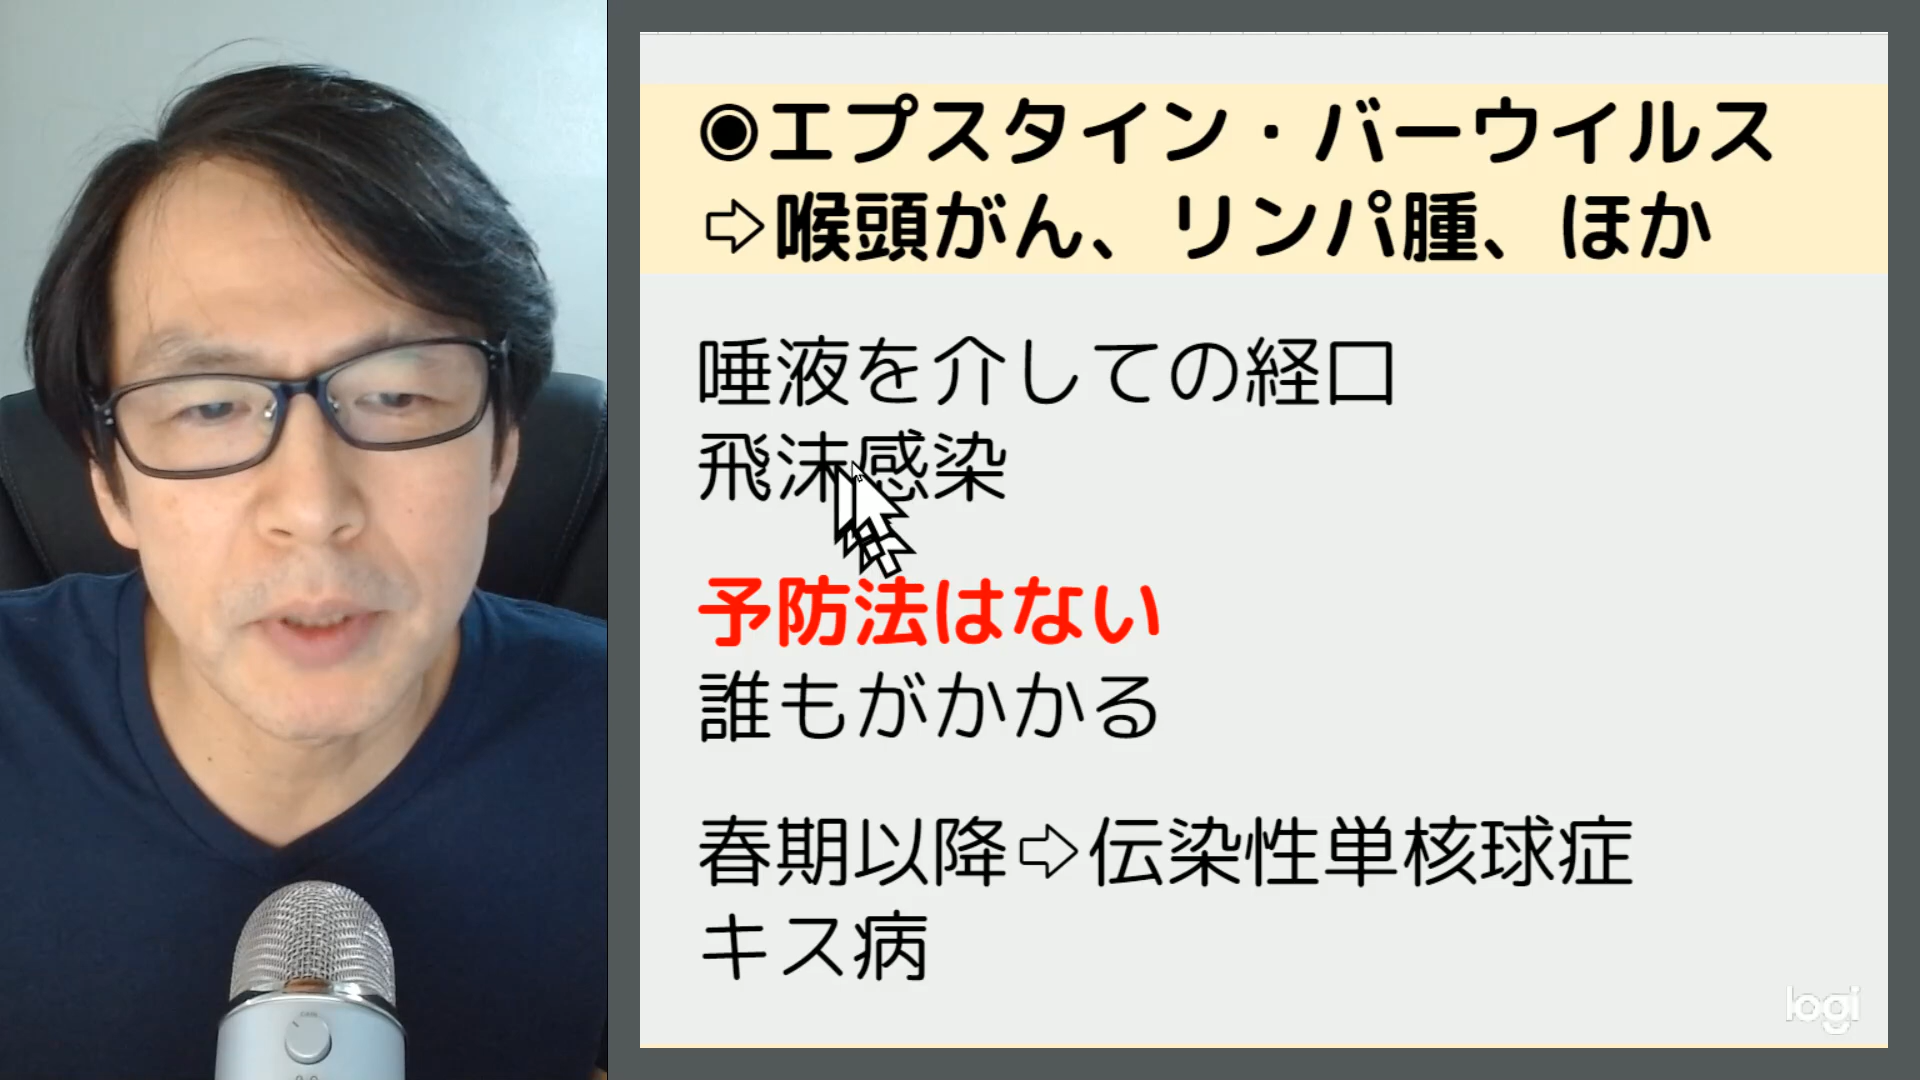 ◉エプスタイン・バーウイルス
⇨喉頭がん、リンパ腫、ほか
唾液を介しての経口
飛沫感染
予防法はない
誰もがかかる
春期以降⇨伝染性単核球症
キス病
logi